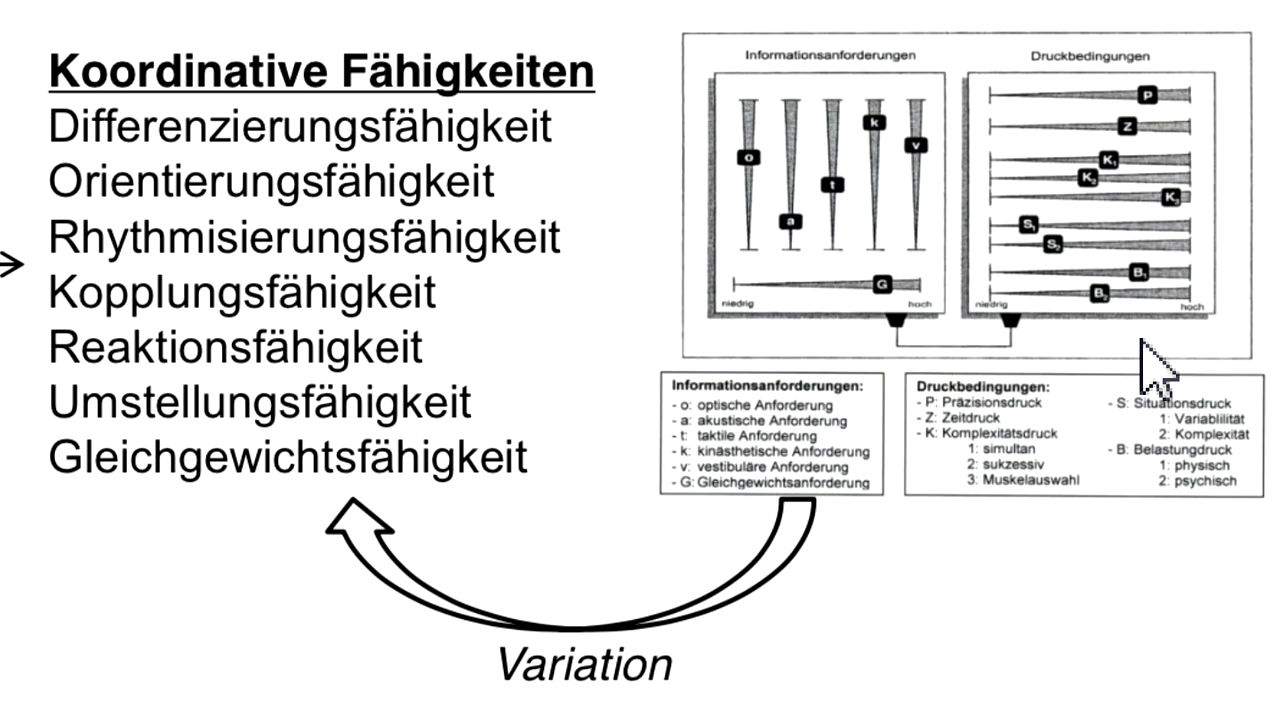 Koordinative Fähigkeiten
Differenzierungsfähigkeit
Orientierungsfähigkeit
Rhythmisierungsfähigkeit
Kopplungsfähigkeit
Reaktionsfähigkeit
Umstellungsfähigkeit
Gleichgewichtsfähigkeit
Informationsanforderungen
o
a
t
k
v
G
niedrig
hoch
Druckbedingungen
P
Z
K1
K2
K3
S1
S2
B1
B2
niedrig
hoch
Informationsanforderungen:
- o: optische Anforderung
- a: akustische Anforderung
- t: taktile Anforderung
- k: kinästhetische Anforderung
- v: vestibuläre Anforderung
- G: Gleichgewichtsanforderung
Druckbedingungen:
- P: Präzisionsdruck
- Z: Zeitdruck
- K: Komplexitätsdruck
1: simultan
2: sukzessiv
3: Muskelauswahl
- S: Situationsdruck
1: Variablilität
2: Komplexität
- B: Belastungdruck
1: physisch
2: psychisch
Variation